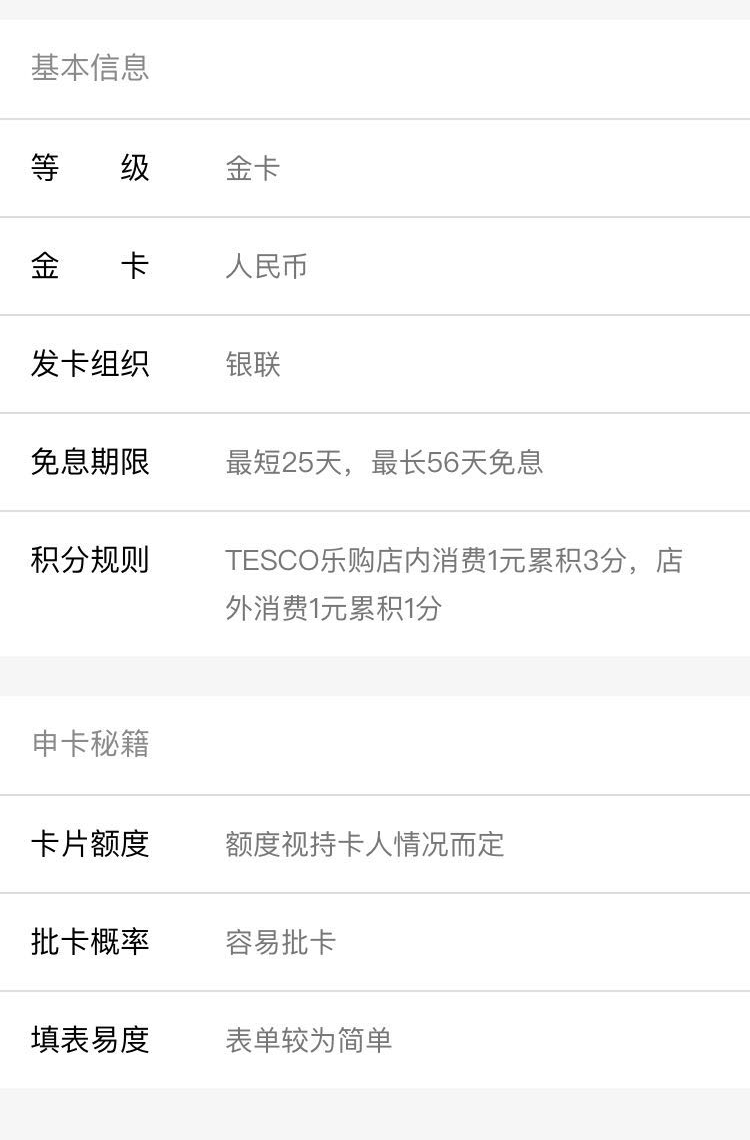 基本信息
等 级 金卡
金 卡 人民币
发卡组织 银联
免息期限 最短25天，最长56天免息
积分规则 TESCO乐购店内消费1元累积3分，店
外消费1元累积1分
申卡秘籍
卡片额度 额度视持卡人情况而定
批卡概率 容易批卡
填表易度 表单较为简单